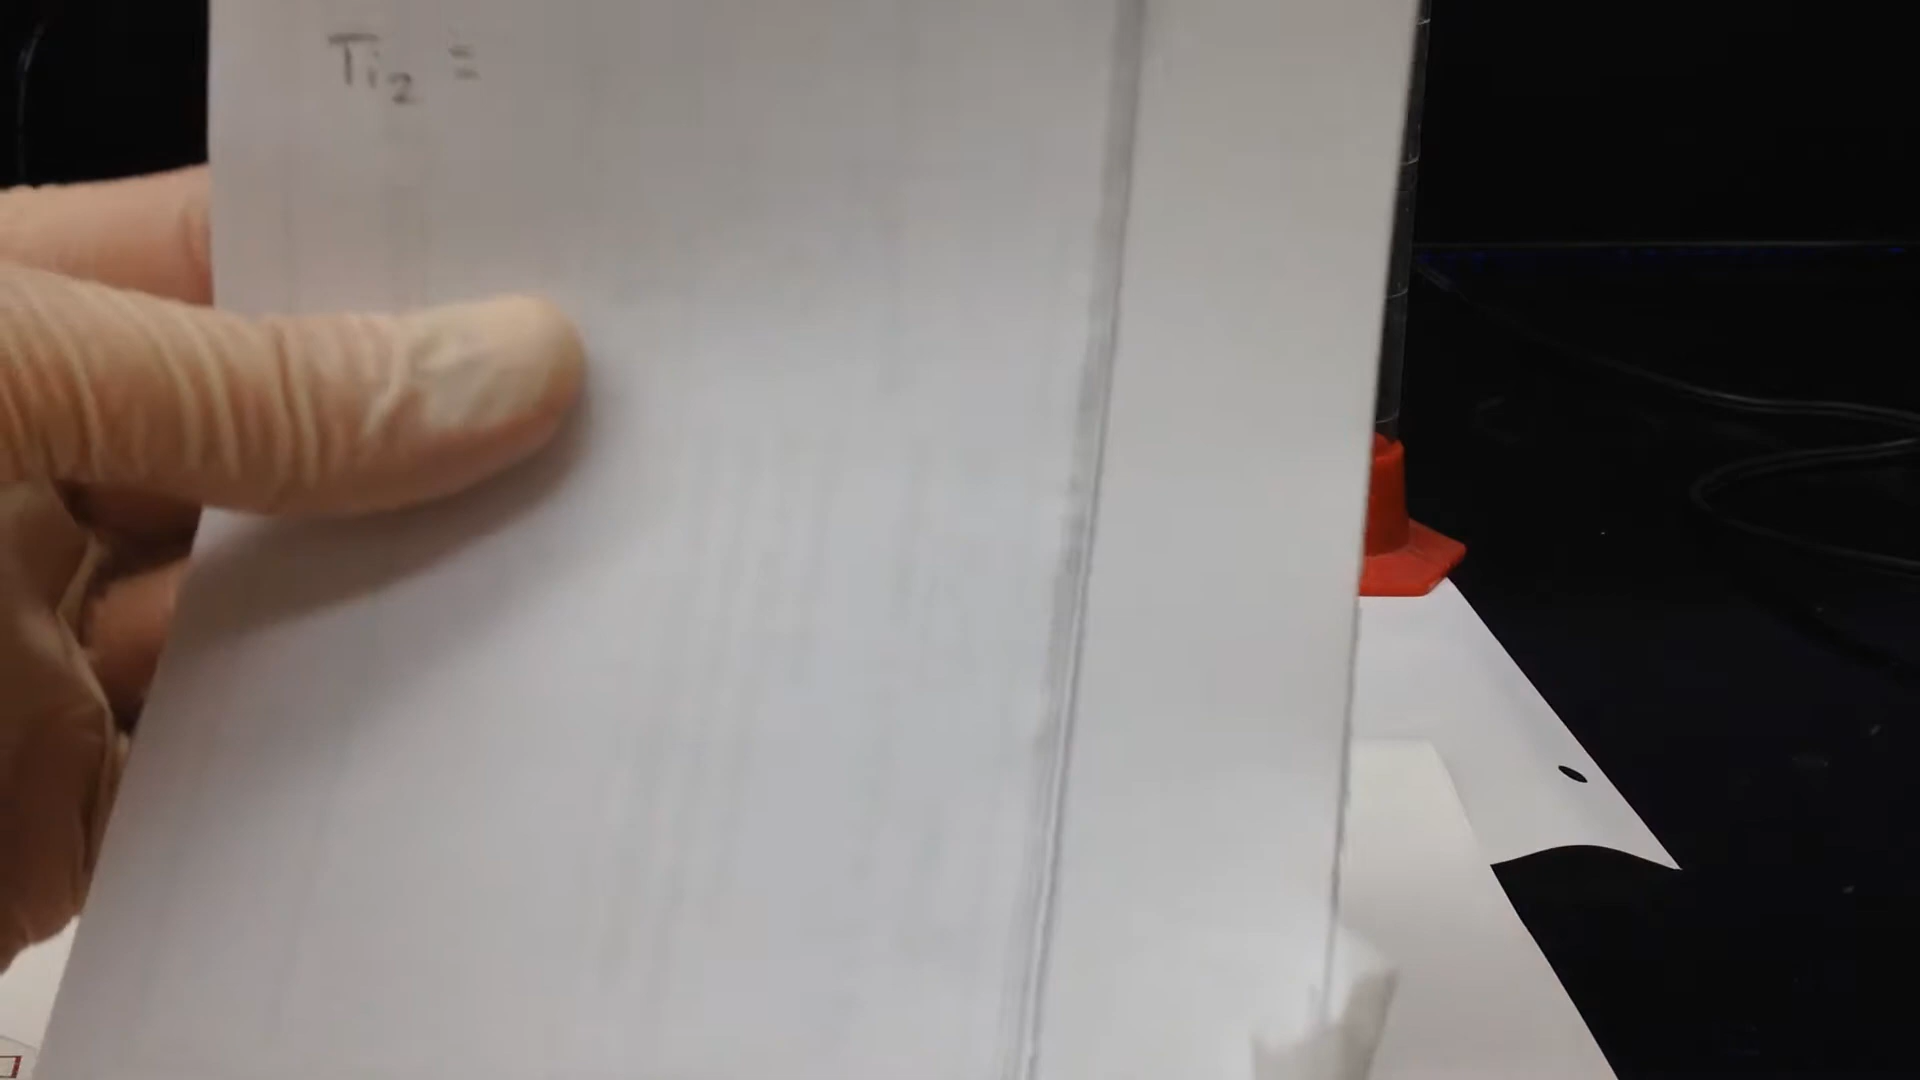 Ti₂ =